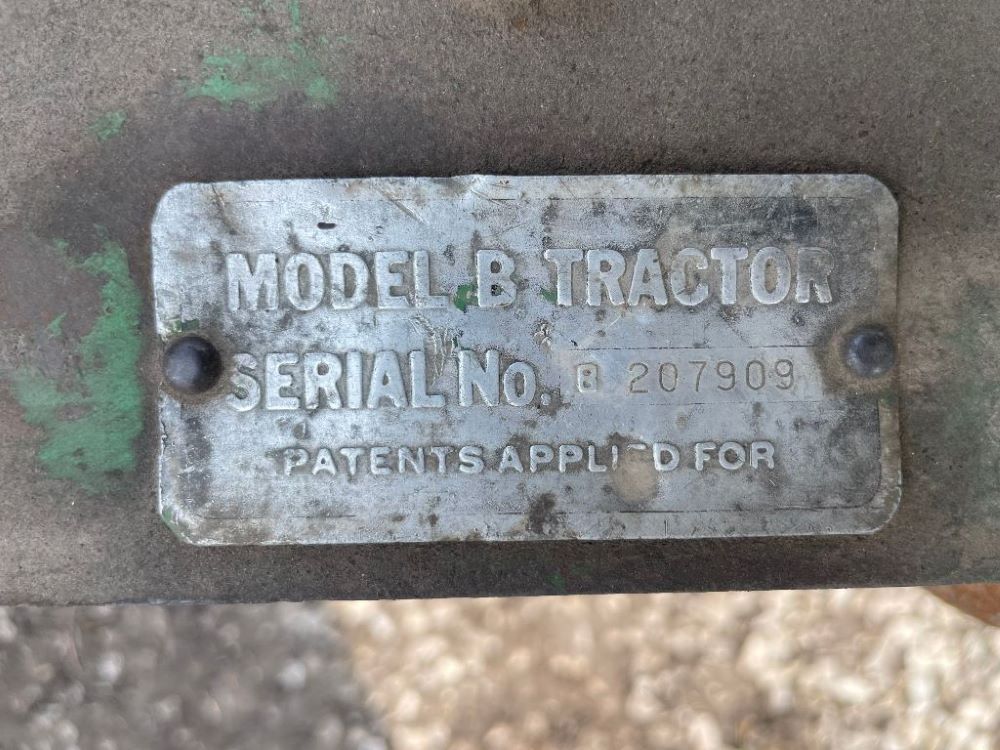 MODEL B TRACTOR
SERIAL NO. B 207909
PATENTS APPLIED FOR